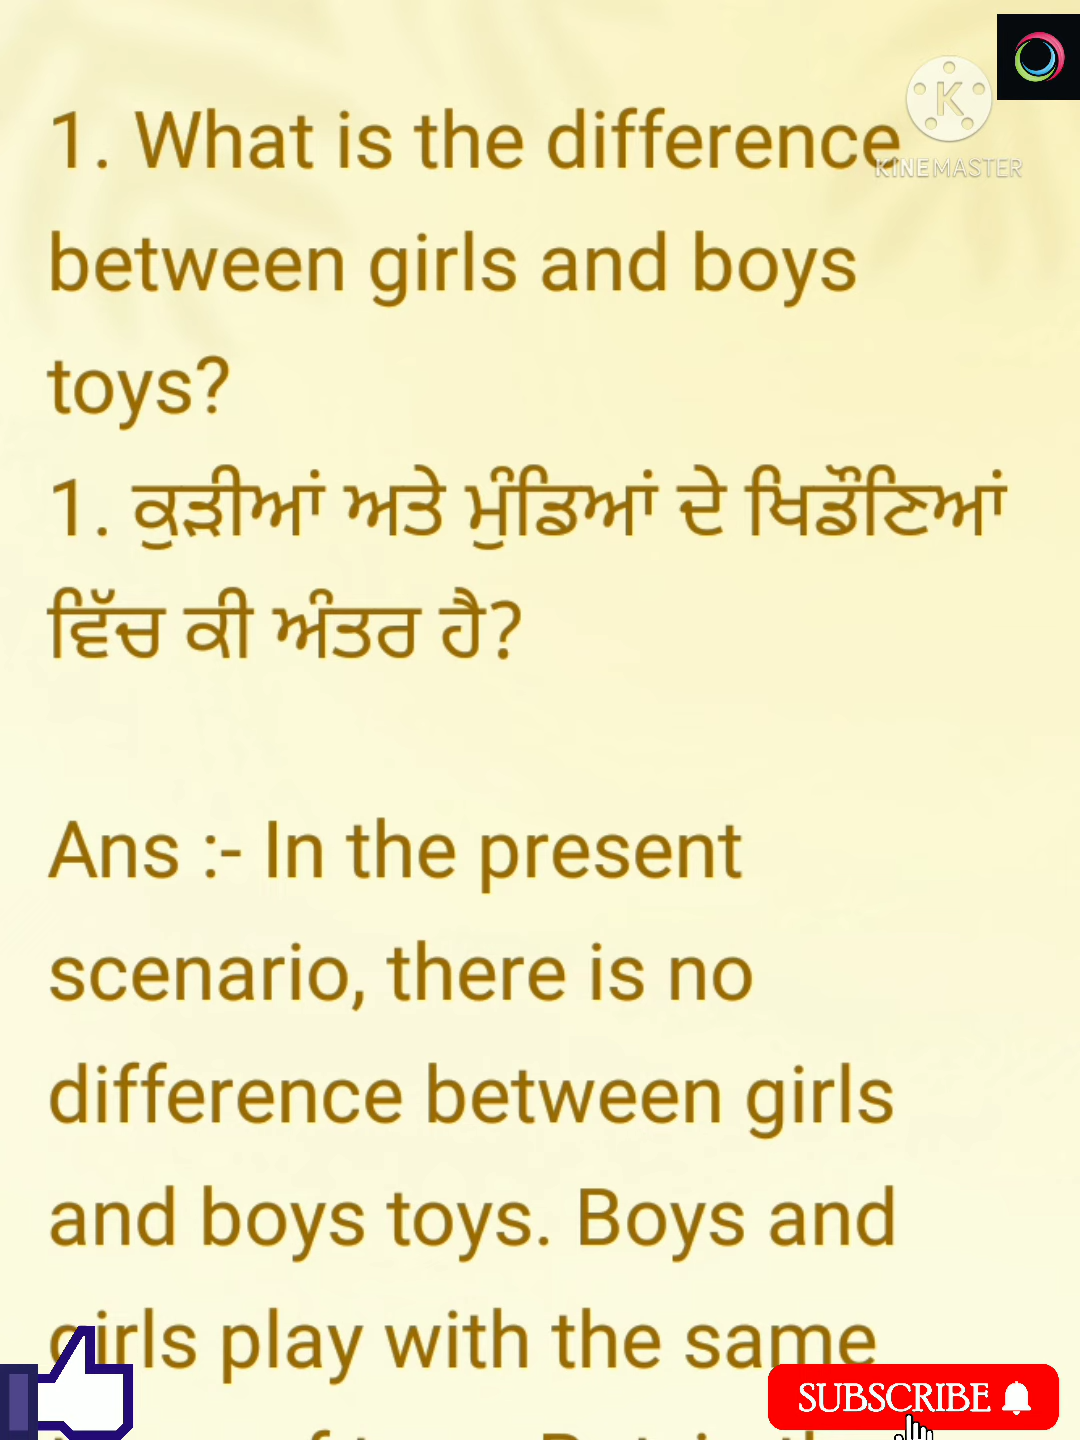 1. What is the difference
KINEMASTER
between girls and boys
toys?
1. ਕੁੜੀਆਂ ਅਤੇ ਮੁੰਡਿਆਂ ਦੇ ਖਿਡੌਣਿਆਂ
ਵਿੱਚ ਕੀ ਅੰਤਰ ਹੈ?
Ans :- In the present
scenario, there is no
difference between girls
and boys toys. Boys and
girls play with the same
SUBSCRIBE